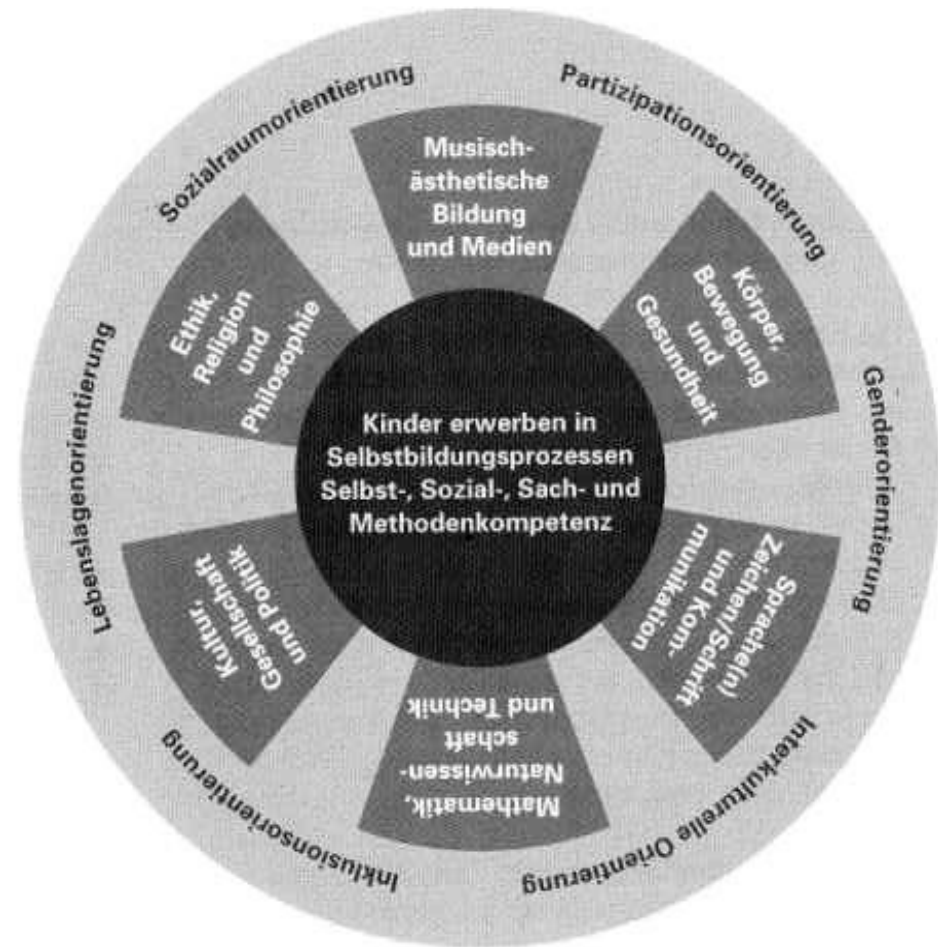 Sozialraumorientierung
Partizipationsorientierung
Genderorientierung
Interkulturelle Orientierung
Inklusionsorientierung
Lebenslagenorientierung
Musisch-
ästhetische
Bildung
und Medien
Körper,
Bewegung
und
Gesundheit
Sprache(n)
Zeichen/Schrift
und Kom-
munikation
Mathematik,
Naturwissen-
schaft
und Technik
Kultur,
Gesellschaft
und Politik
Ethik,
Religion
und
Philosophie
Kinder erwerben in
Selbstbildungsprozessen
Selbst-, Sozial-, Sach- und
Methodenkompetenz